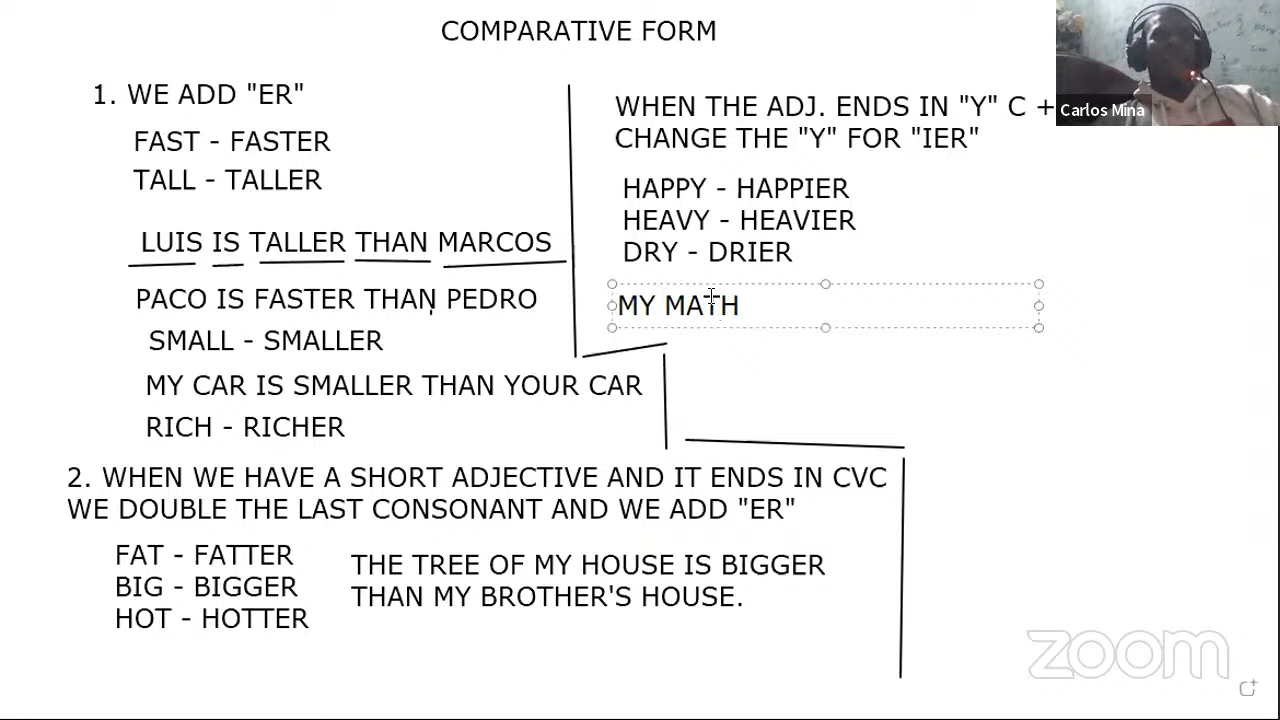 COMPARATIVE FORM
1. WE ADD "ER"
FAST - FASTER
TALL - TALLER
LUIS IS TALLER THAN MARCOS
PACO IS FASTER THAN PEDRO
SMALL - SMALLER
MY CAR IS SMALLER THAN YOUR CAR
RICH - RICHER
2. WHEN WE HAVE A SHORT ADJECTIVE AND IT ENDS IN CVC
WE DOUBLE THE LAST CONSONANT AND WE ADD "ER"
FAT - FATTER
BIG - BIGGER
HOT - HOTTER
THE TREE OF MY HOUSE IS BIGGER
THAN MY BROTHER'S HOUSE.
WHEN THE ADJ. ENDS IN "Y" C +
CHANGE THE "Y" FOR "IER"
HAPPY - HAPPIER
HEAVY - HEAVIER
DRY - DRIER
MY MATH
Carlos Mina
zoom